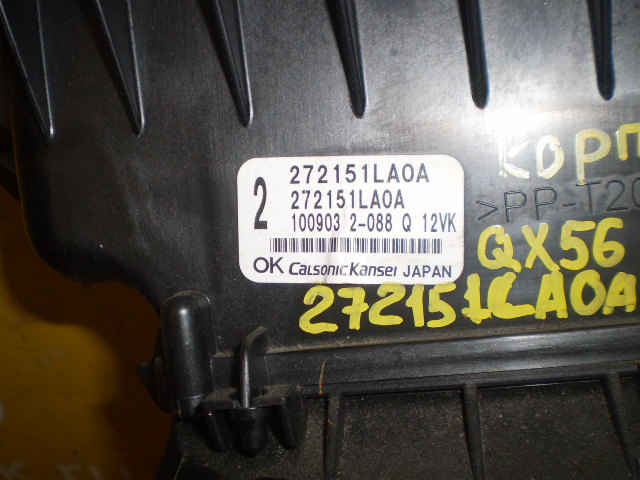 КОРП
>PP-T20
2
272151LA0A
272151LA0A
100903 2-088 Q 12VK
OK CalsonicKansei JAPAN
QX56
272151LA0A